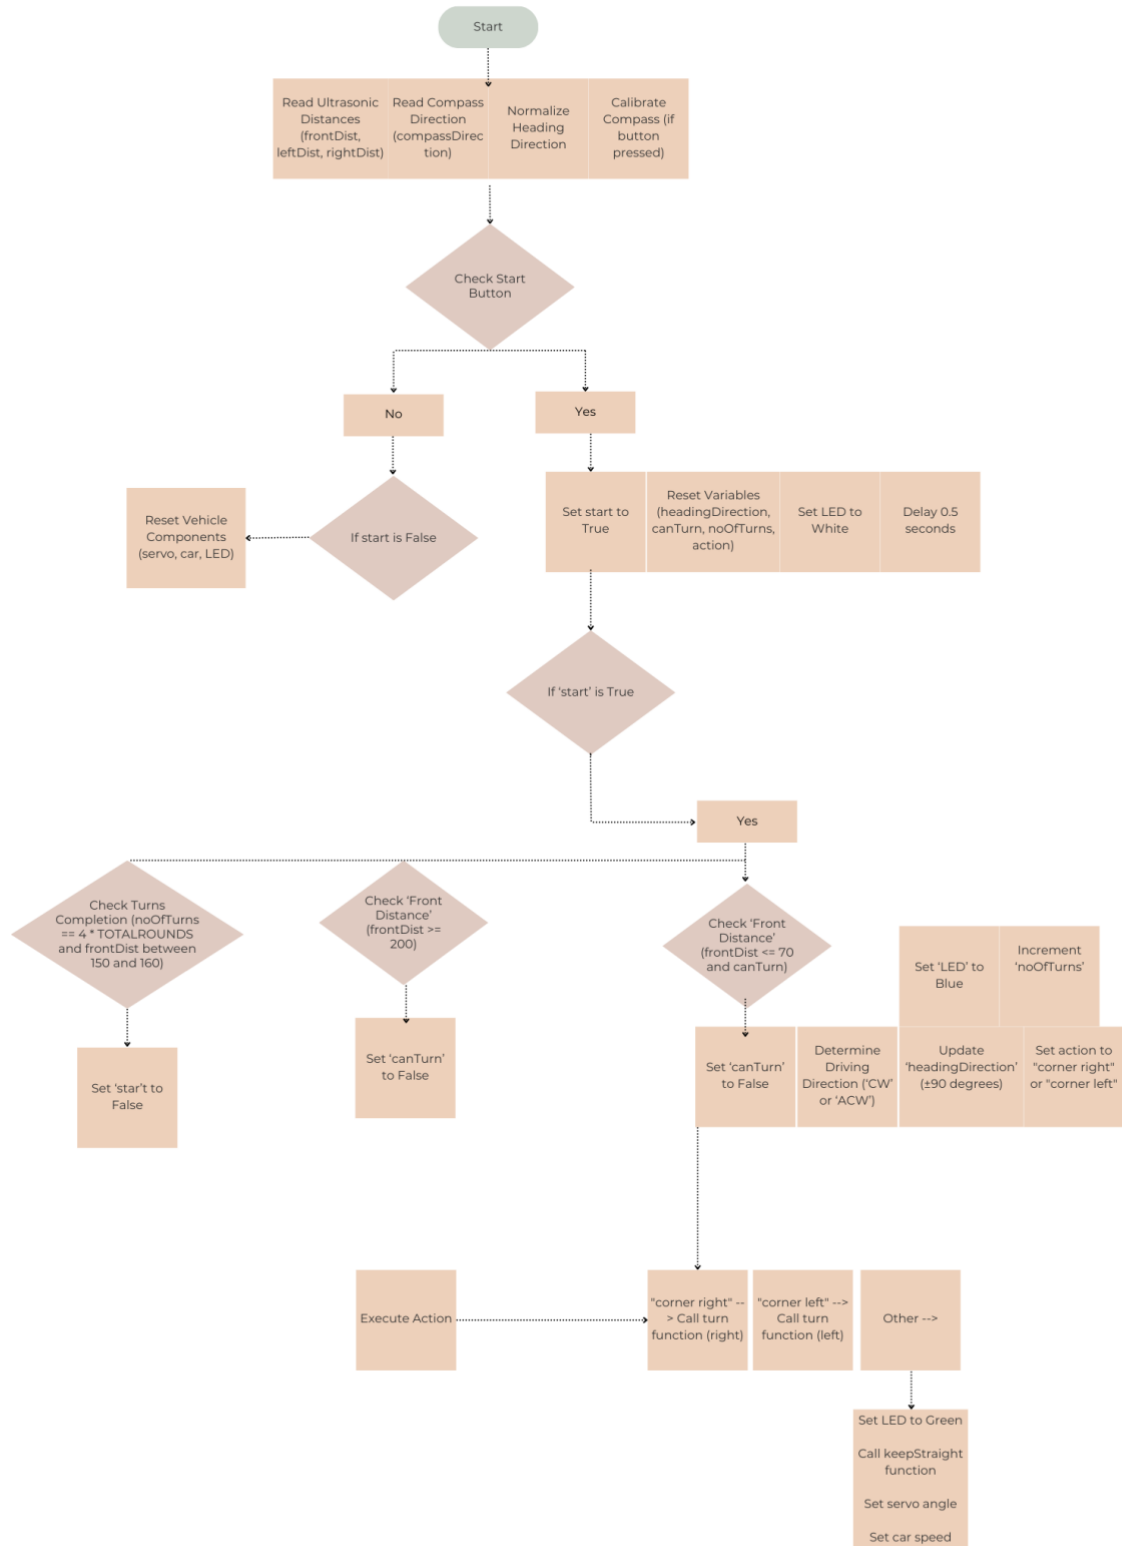 Start
Read Ultrasonic
Distances
(frontDist,
leftDist, rightDist)
Read Compass
Direction
(compassDirec
tion)
Normalize
Heading
Direction
Calibrate
Compass (if
button
pressed)
Check Start
Button
No
Yes
Reset Vehicle
Components
(servo, car, LED)
If start is False
Set start to
True
Reset Variables
(headingDirection,
canTurn, noOfTurns,
action)
Set LED to
White
Delay 0.5
seconds
If ‘start’ is True
Yes
Check Turns
Completion (noOfTurns
== 4 * TOTALROUNDS
and frontDist between
150 and 160)
Check ‘Front
Distance’
(frontDist >=
200)
Check ‘Front
Distance’
(frontDist <= 70
and canTurn)
Set ‘LED’ to
Blue
Increment
‘noOfTurns’
Set ‘star’t to
False
Set ‘canTurn’
to False
Set ‘canTurn’
to False
Determine
Driving
Direction (‘CW’
or ‘ACW’)
Update
‘headingDirection’
(±90 degrees)
Set action to
"corner right"
or "corner left"
Execute Action
"corner right" --
> Call turn
function (right)
"corner left" -->
Call turn
function (left)
Other -->
Set LED to Green
Call keepStraight
function
Set servo angle
Set car speed